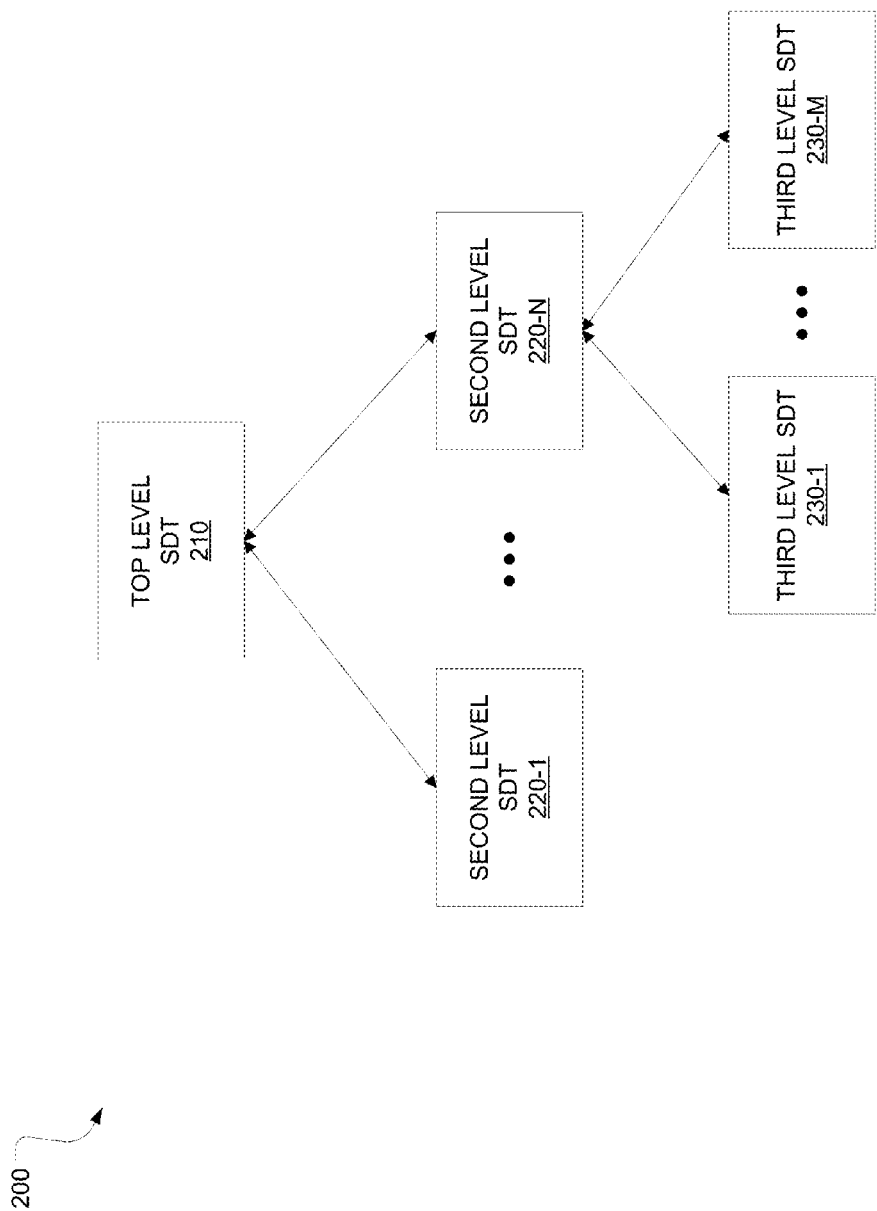 200
TOP LEVEL
SDT
210
SECOND LEVEL
SDT
220-1
SECOND LEVEL
SDT
220-N
THIRD LEVEL SDT
230-1
THIRD LEVEL SDT
230-M